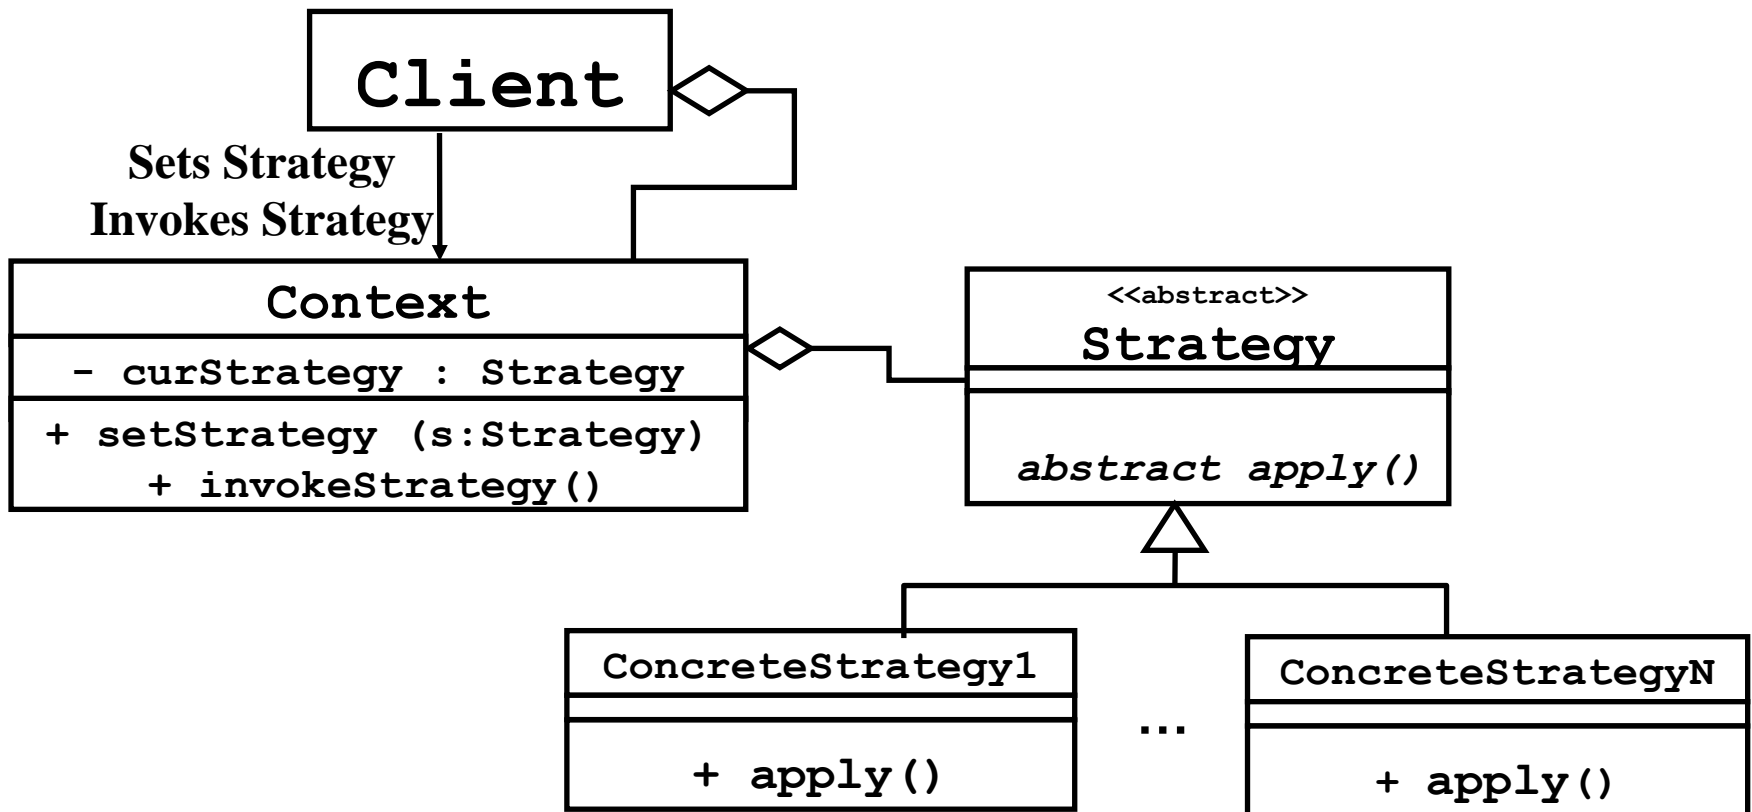 Client
Sets Strategy
Invokes Strategy
Context
- curStrategy : Strategy
+ setStrategy (s:Strategy)
+ invokeStrategy()
<<abstract>>
Strategy
abstract apply()
ConcreteStrategy1
+ apply()
...
ConcreteStrategyN
+ apply()